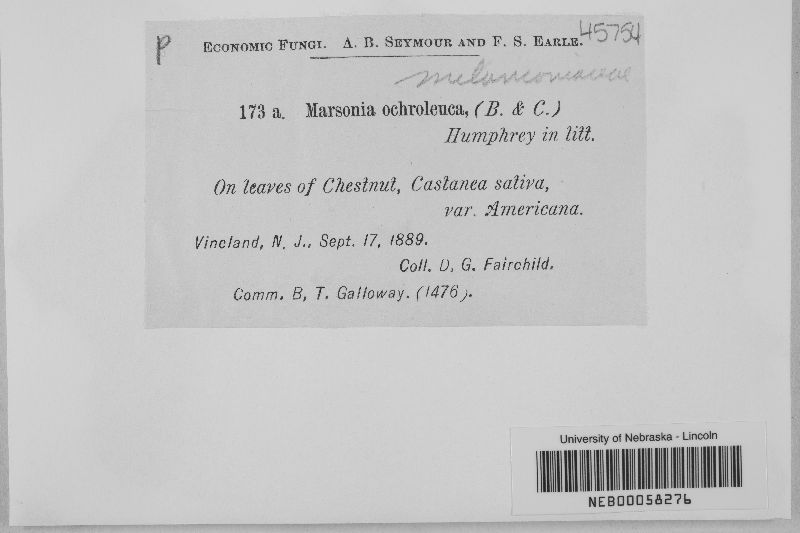 P
45754
ECONOMIC FUNGI. A. B. SEYMOUR AND F. S. EARLE.
melanconiaceae
173 a. Marsonia ochroleuca, (B. & C.)
Humphrey in litt.
On leaves of Chestnut, Castanea sativa,
var. Americana.
Vineland, N. J., Sept. 17, 1889.
Coll. D. G. Fairchild.
Comm. B. T. Galloway. (1476).
University of Nebraska - Lincoln
NEB00058276